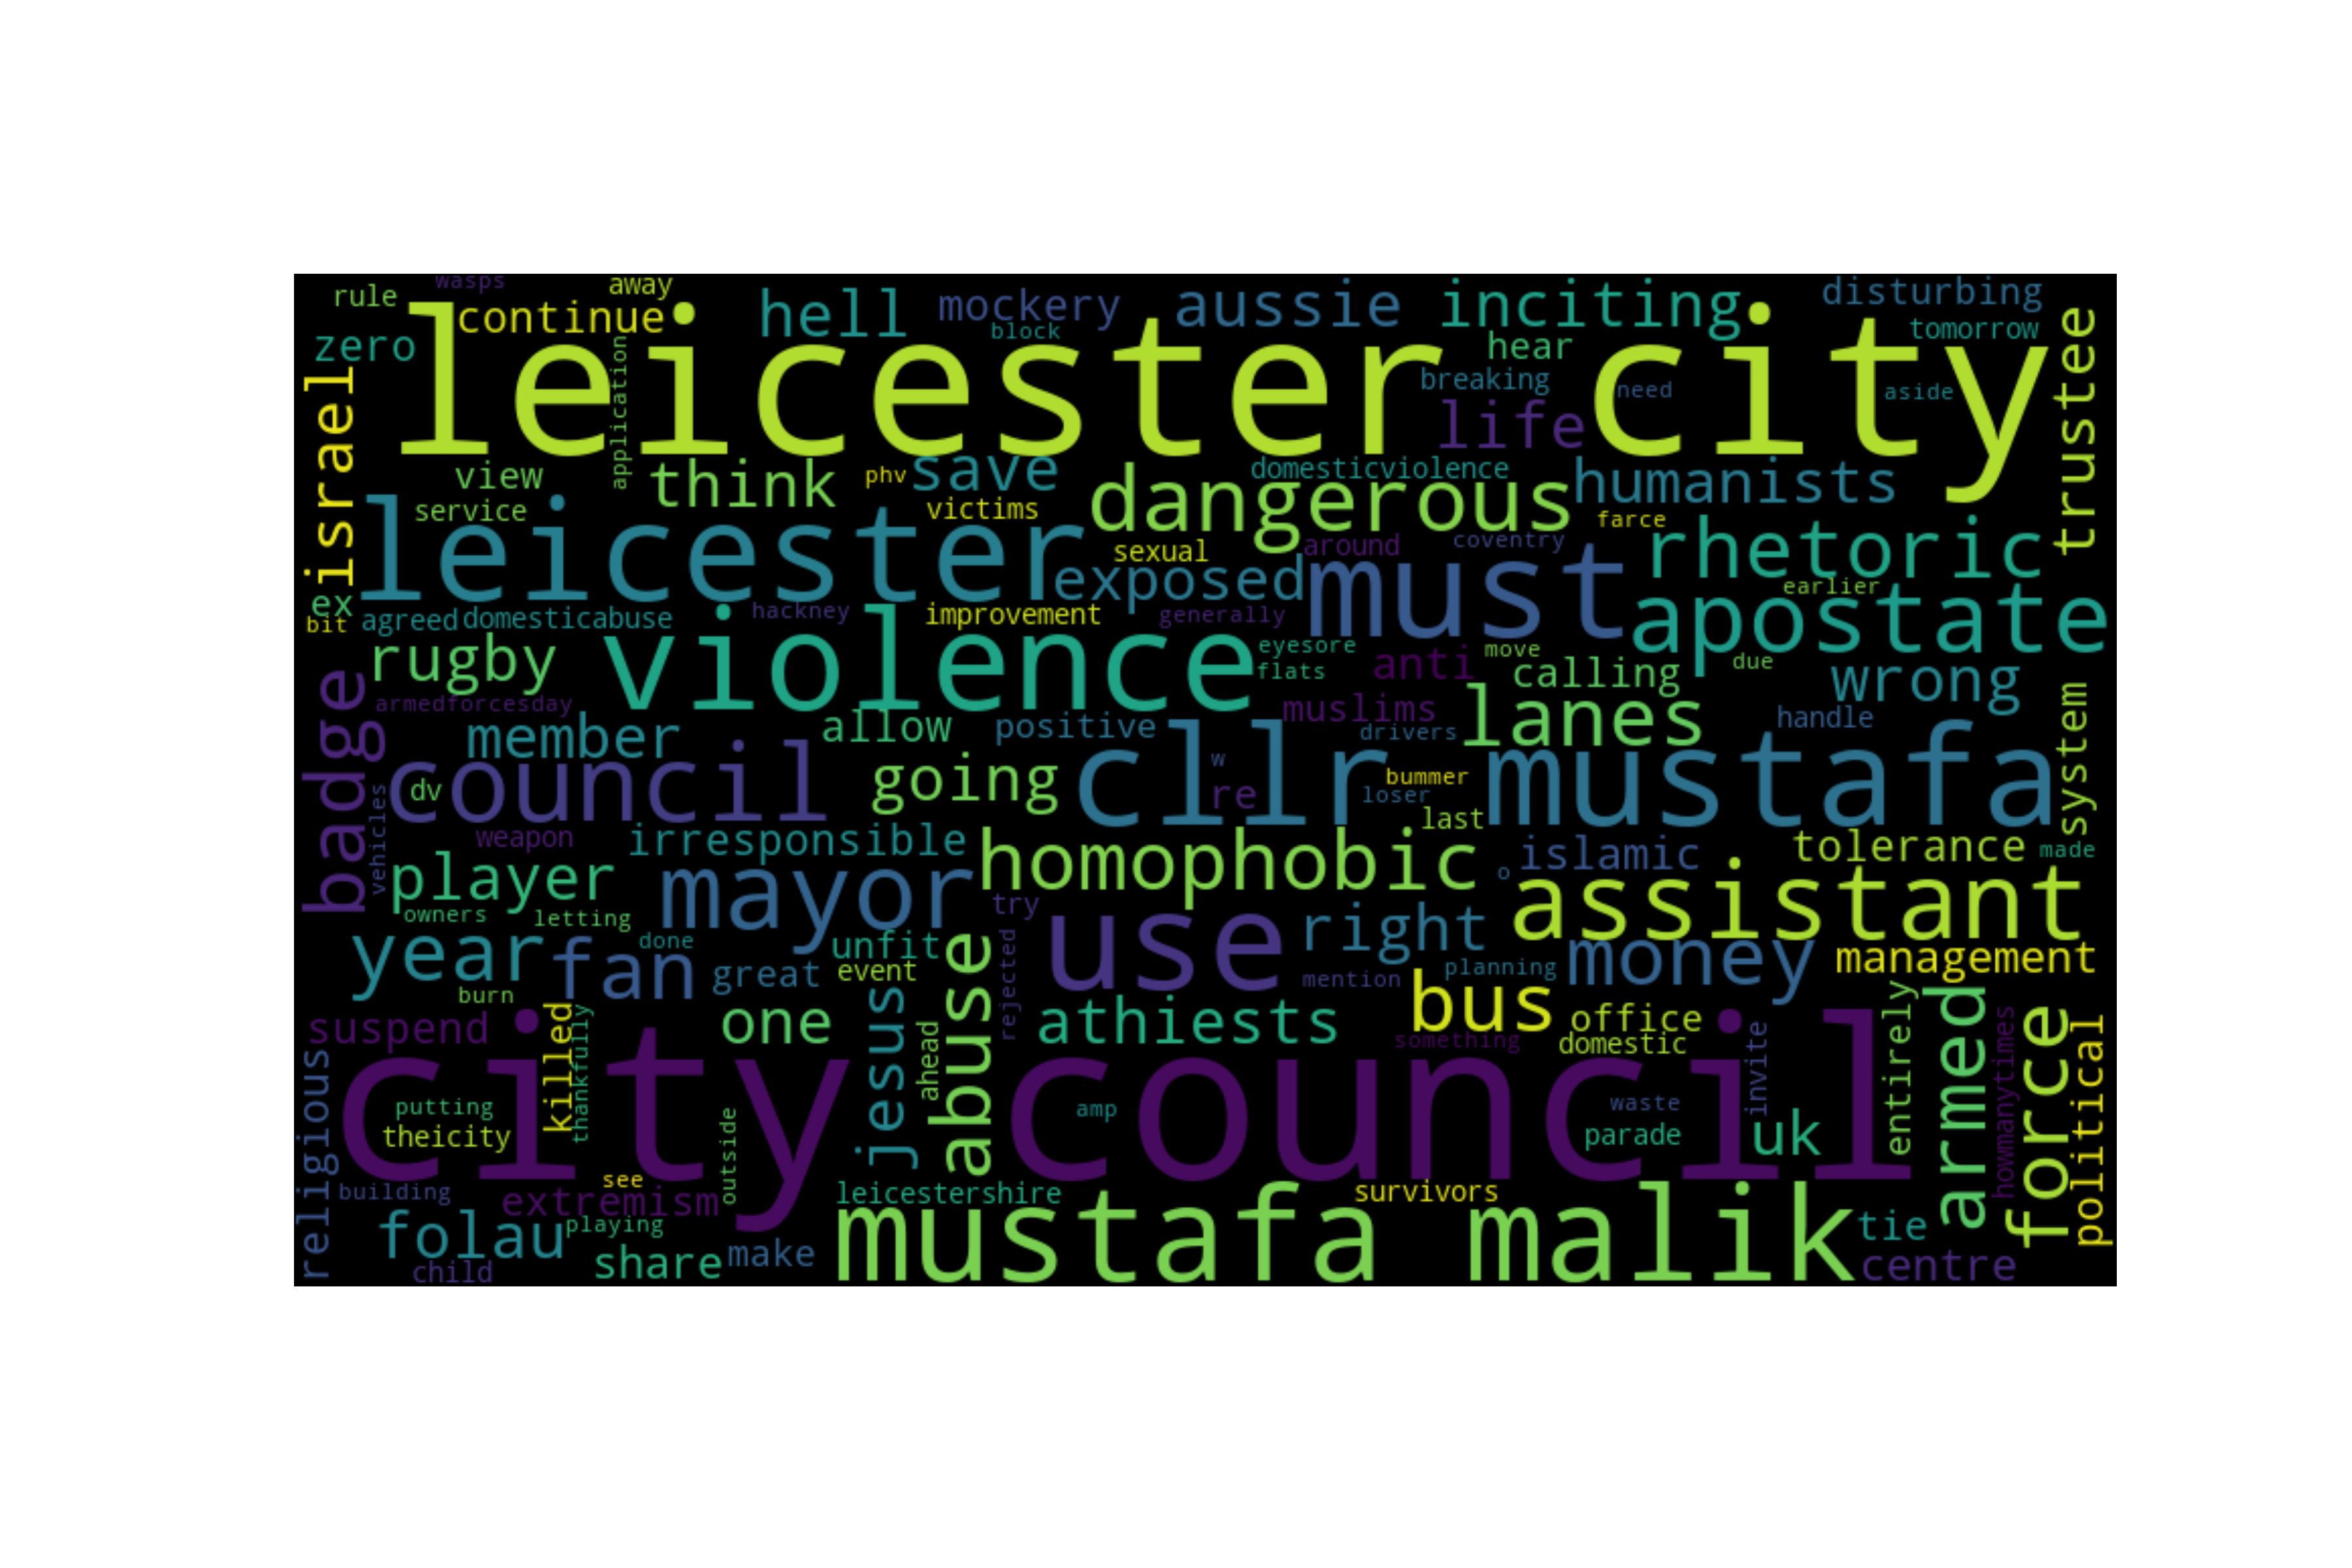 rule
wasps
away
continue
hell
mockery
block
aussie
inciting
disturbing
tomorrow
zero
leicester city
hear
breaking
need
aside
trustee
israel
application
life
view
think
phv
save
domesticviolence
humanists
service
victims
dangerous
farce
leicester
sexual
around
coventry
rhetoric
exposed
must
earlier
ex
bit
agreed
domesticabuse
hackney
improvement
generally
apostate
rugby
violence
eyesore
flats
anti
move
calling
due
wrong
armedforcesday
badge
member
allow
positive
muslims
drivers
lanes
handle
system
council
dv
vehicles
going
cllr
w
re
bummer
loser
last
mustafa
weapon
irresponsible
homophobic
o
islamic
tolerance
made
player
owners
letting
mayor
try
use
right
assistant
year
fan
done
unfit
great
event
rejected
mention
planning
money
management
burn
bus
suspend
killed
thankfully
one
jesus
ahead
abuse
athiests
something
office
domestic
invite
entirely
armed
howmanytimes
force
political
religious
city council
putting
theicity
outside
amp
waste
parade
uk
see
building
extremism
leicestershire
survivors
folau
playing
mustafa malik
tie
child
share
make
centre